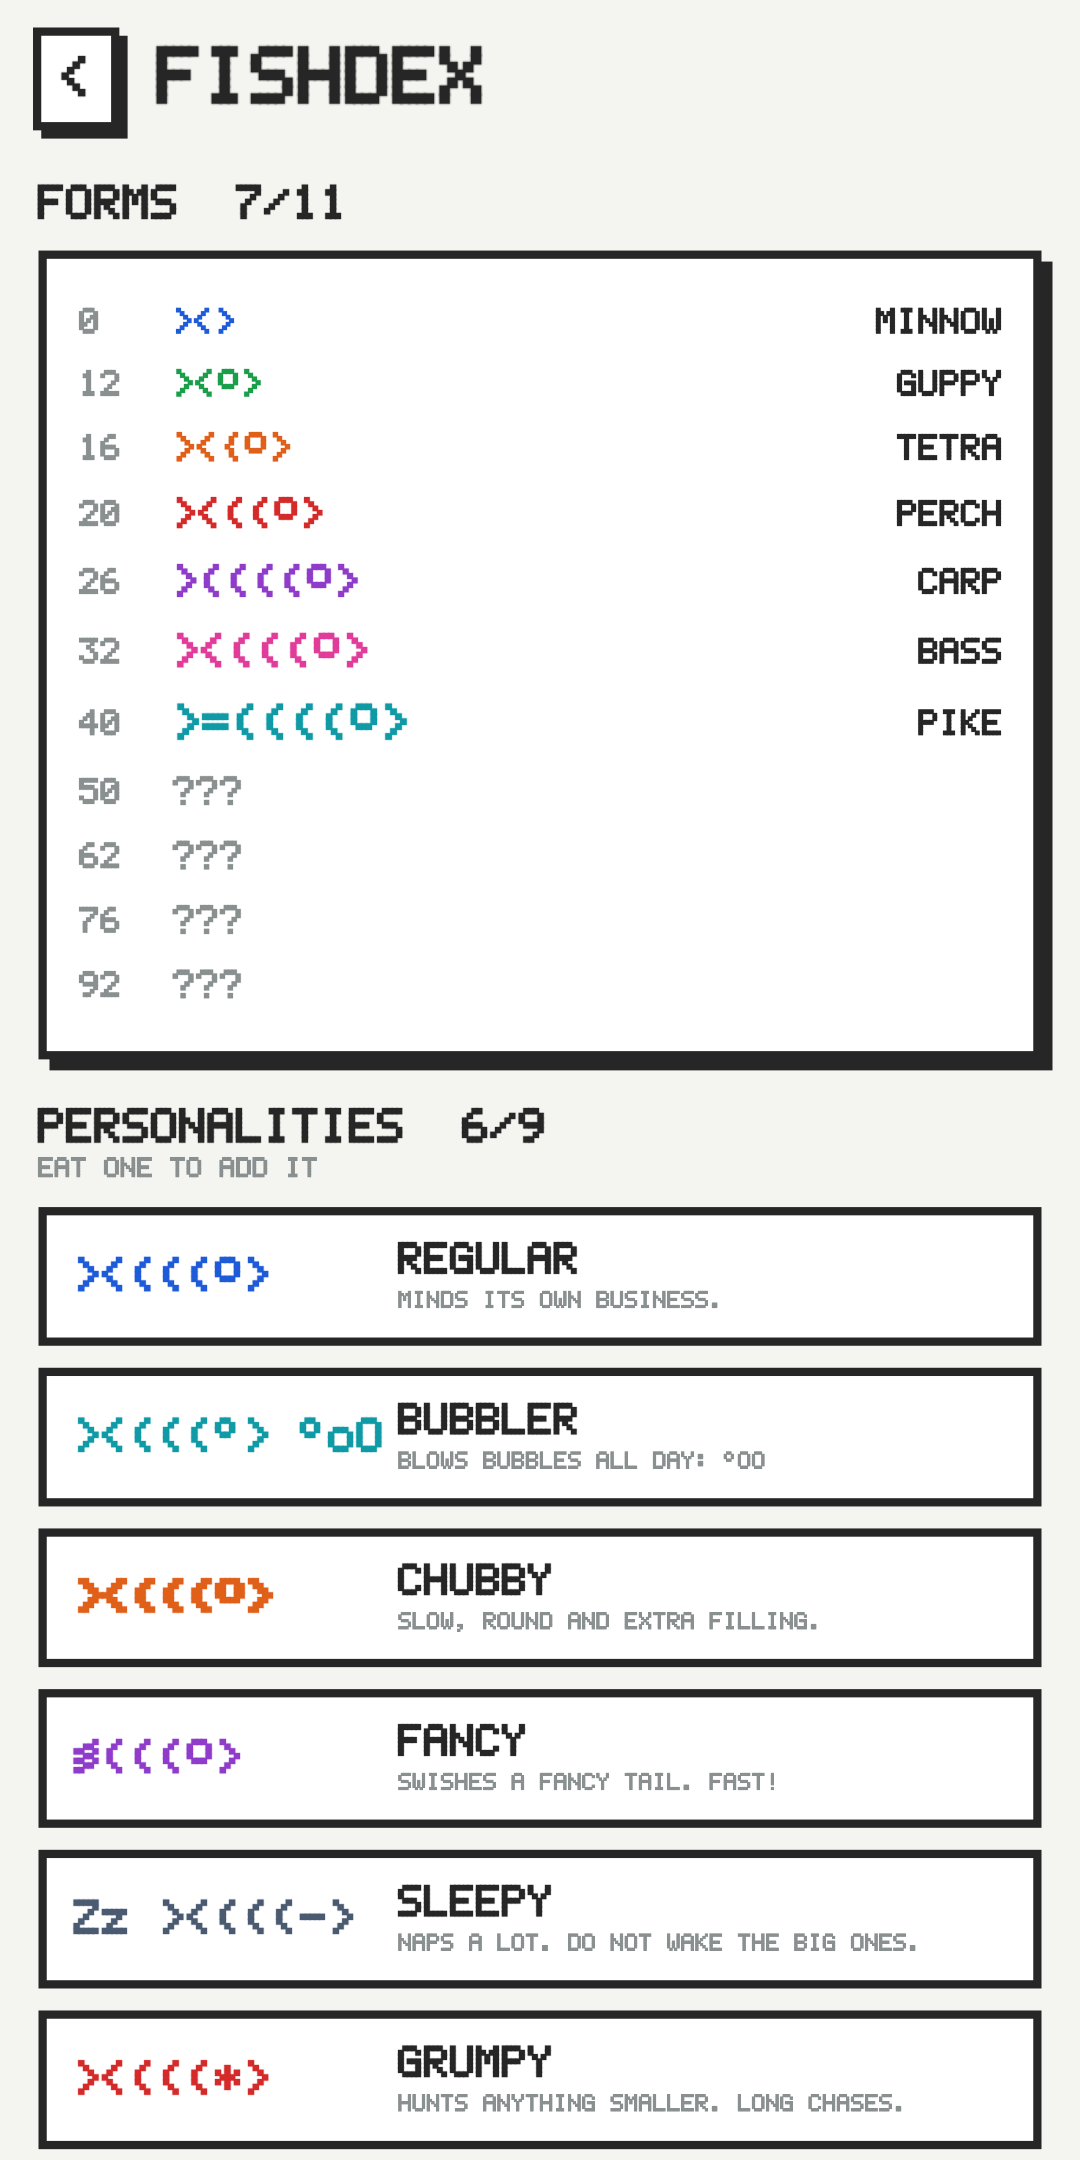 <
FISHDEX
FORMS 7/11
0 ><> MINNOW
12 ><º> GUPPY
16 ><(º> TETRA
20 ><((º> PERCH
26 >((((º> CARP
32 ><(((º> BASS
40 >=((((º> PIKE
50 ???
62 ???
76 ???
92 ???
PERSONALITIES 6/9
EAT ONE TO ADD IT
><(((º> REGULAR
MINDS ITS OWN BUSINESS.
><(((°> °oO BUBBLER
BLOWS BUBBLES ALL DAY: °OO
><(((º> CHUBBY
SLOW, ROUND AND EXTRA FILLING.
(((º> FANCY
SWISHES A FANCY TAIL. FAST!
Zz ><(((-> SLEEPY
NAPS A LOT. DO NOT WAKE THE BIG ONES.
><(((*> GRUMPY
HUNTS ANYTHING SMALLER. LONG CHASES.